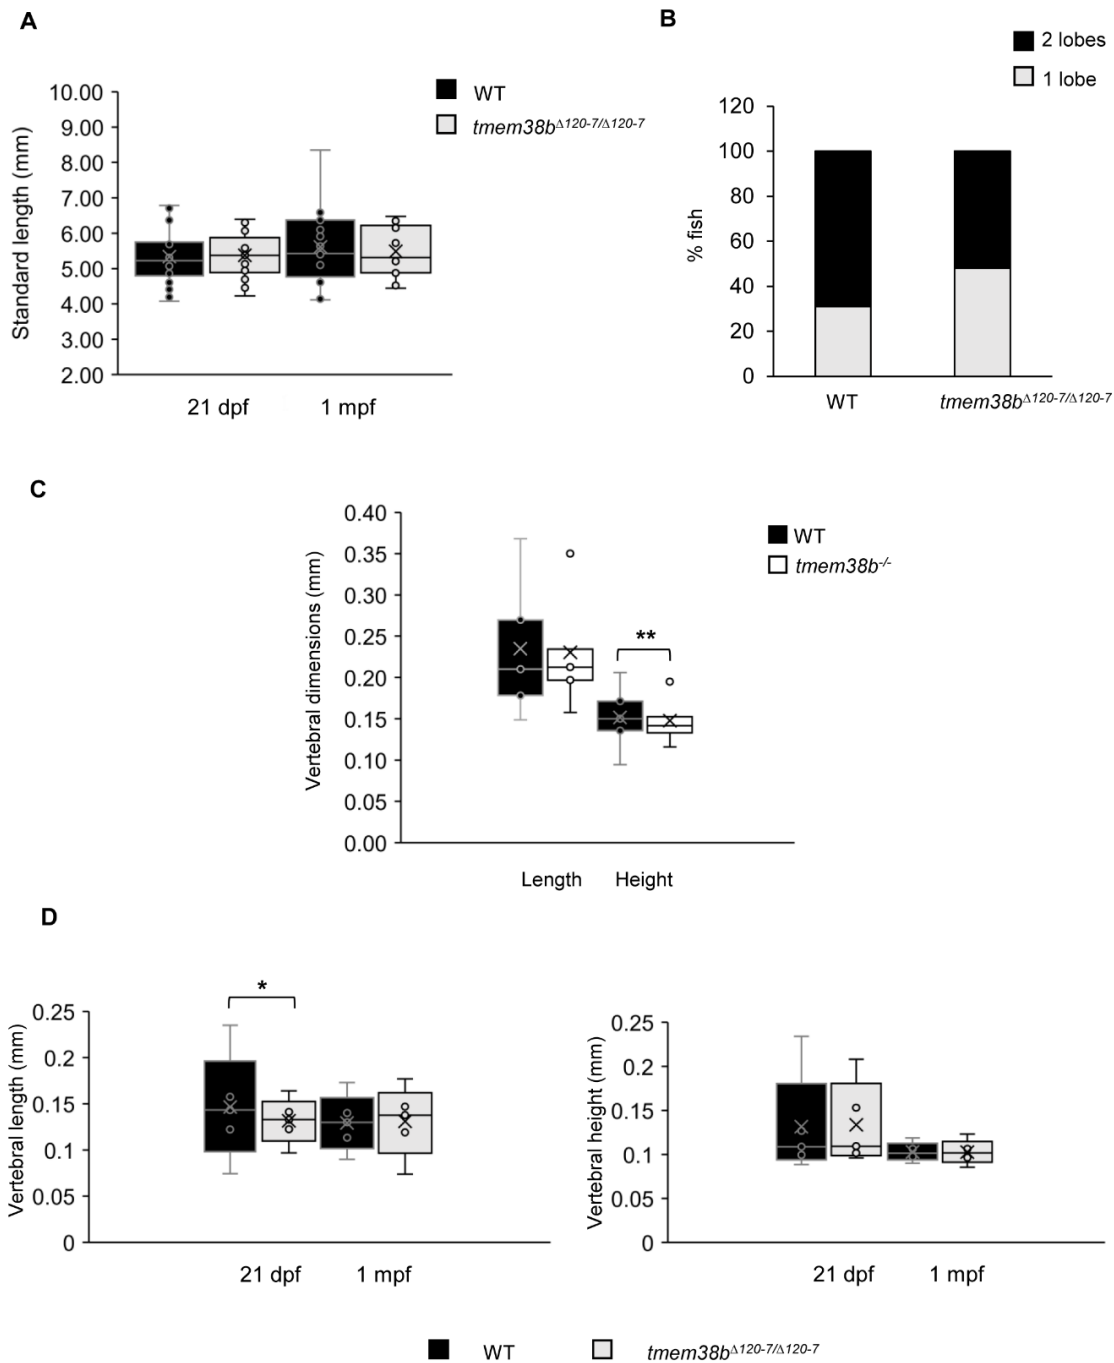 A
WT
tmem38bΔ120-7/Δ120-7
Standard length (mm)
10.00
9.00
8.00
7.00
6.00
5.00
4.00
3.00
2.00
21 dpf 1 mpf
B
2 lobes
1 lobe
% fish
120
100
80
60
40
20
0
WT tmem38bΔ120-7/Δ120-7
C
WT
tmem38b-/-
Vertebral dimensions (mm)
0.40
0.35
0.30
0.25
0.20
0.15
0.10
0.05
0.00
**
Length Height
D
Vertebral length (mm)
0.25
0.2
0.15
0.1
0.05
0
*
21 dpf 1 mpf
Vertebral height (mm)
0.25
0.2
0.15
0.1
0.05
0
21 dpf 1 mpf
WT tmem38bΔ120-7/Δ120-7